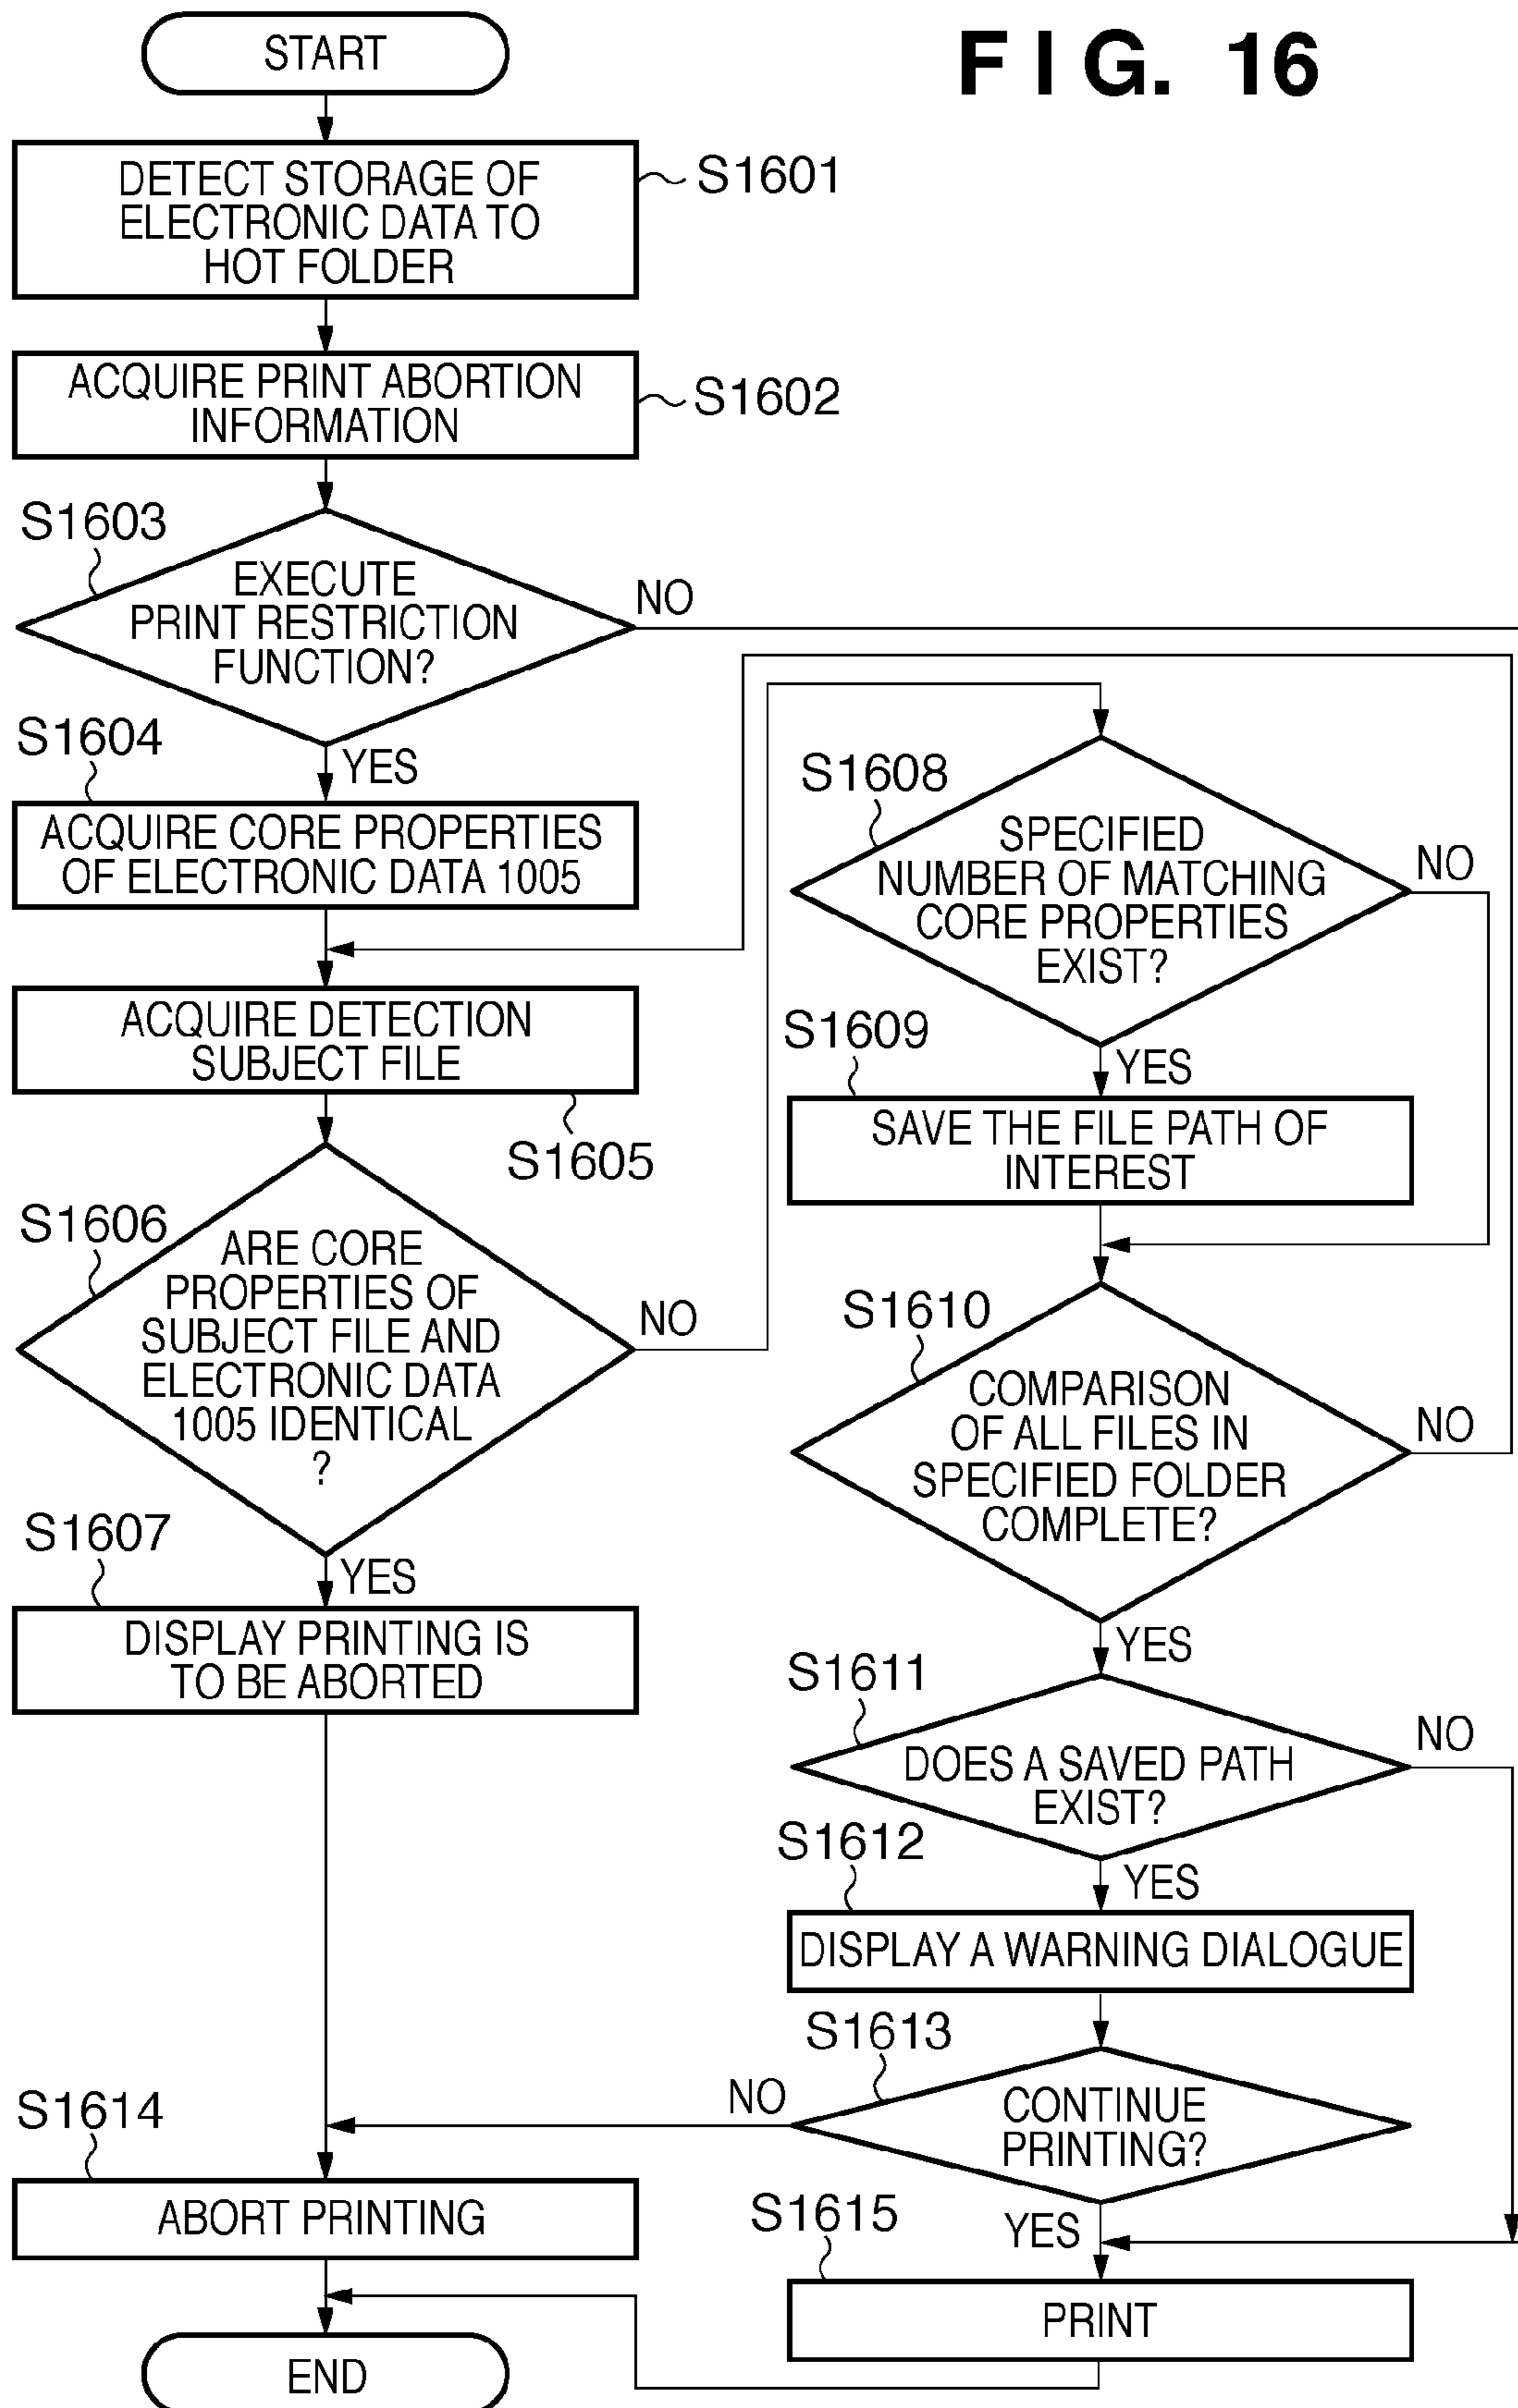 FIG. 16
START
DETECT STORAGE OF
ELECTRONIC DATA TO
HOT FOLDER
S1601
ACQUIRE PRINT ABORTION
INFORMATION
S1602
S1603
EXECUTE
PRINT RESTRICTION
FUNCTION?
NO
YES
S1604
ACQUIRE CORE PROPERTIES
OF ELECTRONIC DATA 1005
ACQUIRE DETECTION
SUBJECT FILE
S1605
S1606
ARE CORE
PROPERTIES OF
SUBJECT FILE AND
ELECTRONIC DATA
1005 IDENTICAL
?
NO
YES
S1607
DISPLAY PRINTING IS
TO BE ABORTED
S1608
SPECIFIED
NUMBER OF MATCHING
CORE PROPERTIES
EXIST?
NO
YES
S1609
SAVE THE FILE PATH OF
INTEREST
S1610
COMPARISON
OF ALL FILES IN
SPECIFIED FOLDER
COMPLETE?
NO
YES
S1611
DOES A SAVED PATH
EXIST?
NO
YES
S1612
DISPLAY A WARNING DIALOGUE
S1613
CONTINUE
PRINTING?
NO
YES
S1614
ABORT PRINTING
S1615
PRINT
END